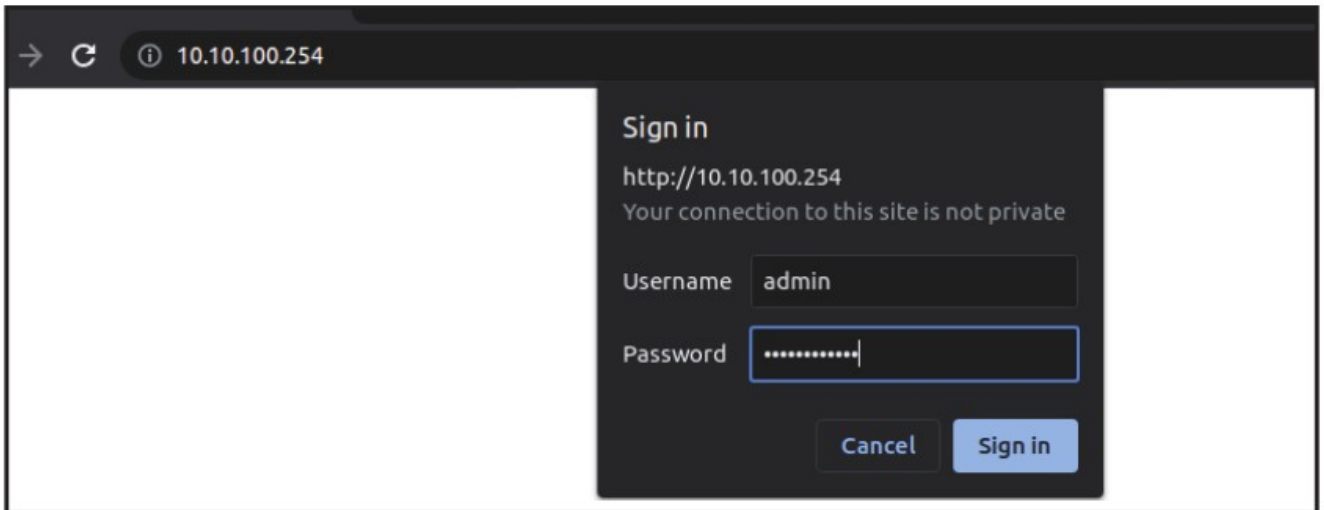 10.10.100.254
Sign in
http://10.10.100.254
Your connection to this site is not private
Username admin
Password ••••••••••••
Cancel Sign in